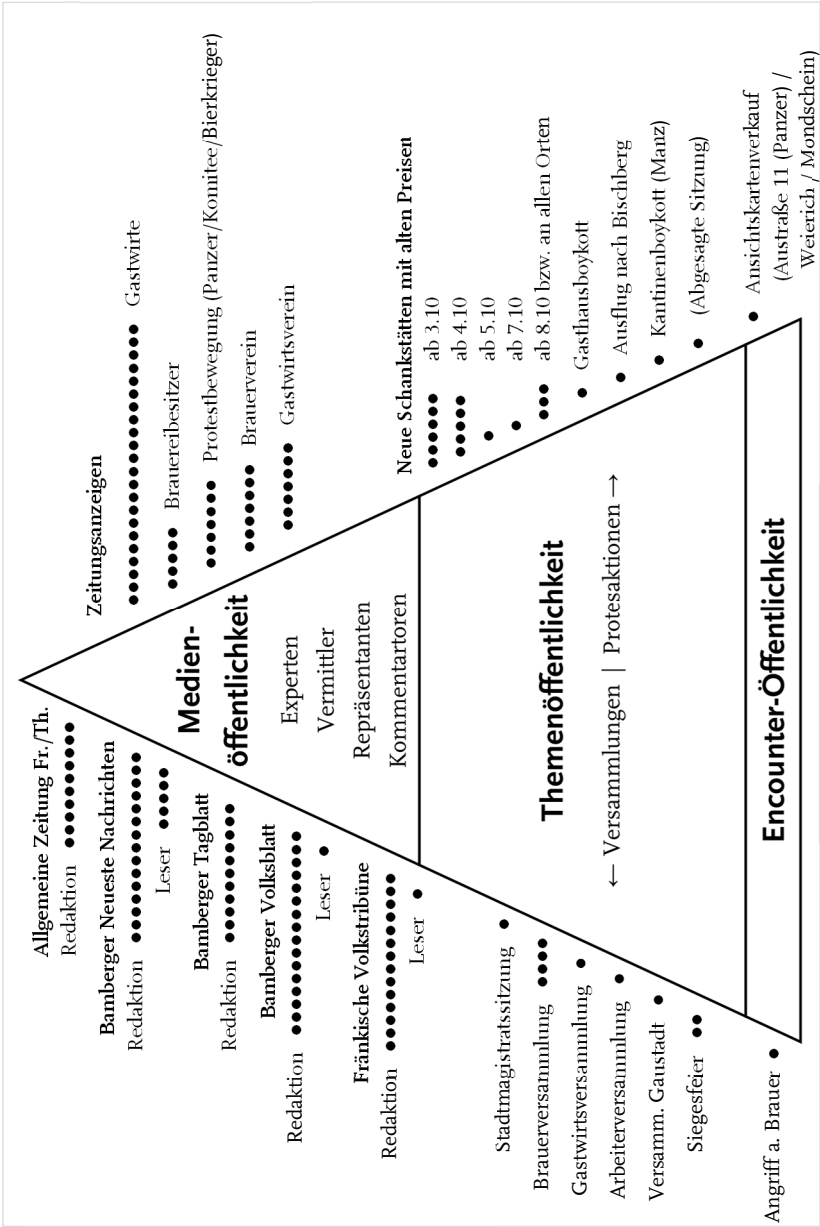 Allgemeine Zeitung Fr./Th.
Redaktion
Bamberger Neueste Nachrichten
Redaktion
Leser
Bamberger Tagblatt
Redaktion
Bamberger Volksblatt
Redaktion
Leser
Fränkische Volkstribüne
Redaktion
Leser
Stadtmagistratssitzung
Brauerversammlung
Gastwirtsversammlung
Arbeiterversammlung
Versamm. Gaustadt
Siegesfeier
Angriff a. Brauer
Medien-
öffentlichkeit
Experten
Vermittler
Repräsentanten
Kommentartoren
Themenöffentlichkeit
← Versammlungen | Protesaktionen →
Encounter-Öffentlichkeit
Zeitungsanzeigen
Gastwirte
Brauereibesitzer
Protestbewegung (Panzer/Komitee/Bierkrieger)
Brauverein
Gastwirtsverein
Neue Schankstätten mit alten Preisen
ab 3.10
ab 4.10
ab 5.10
ab 7.10
ab 8.10 bzw. an allen Orten
Gasthausboykott
Ausflug nach Bischberg
Kantinenboykott (Manz)
(Abgesagte Sitzung)
Ansichtskartenverkauf
(Austraße 11 (Panzer) /
Weierich / Mondschein)